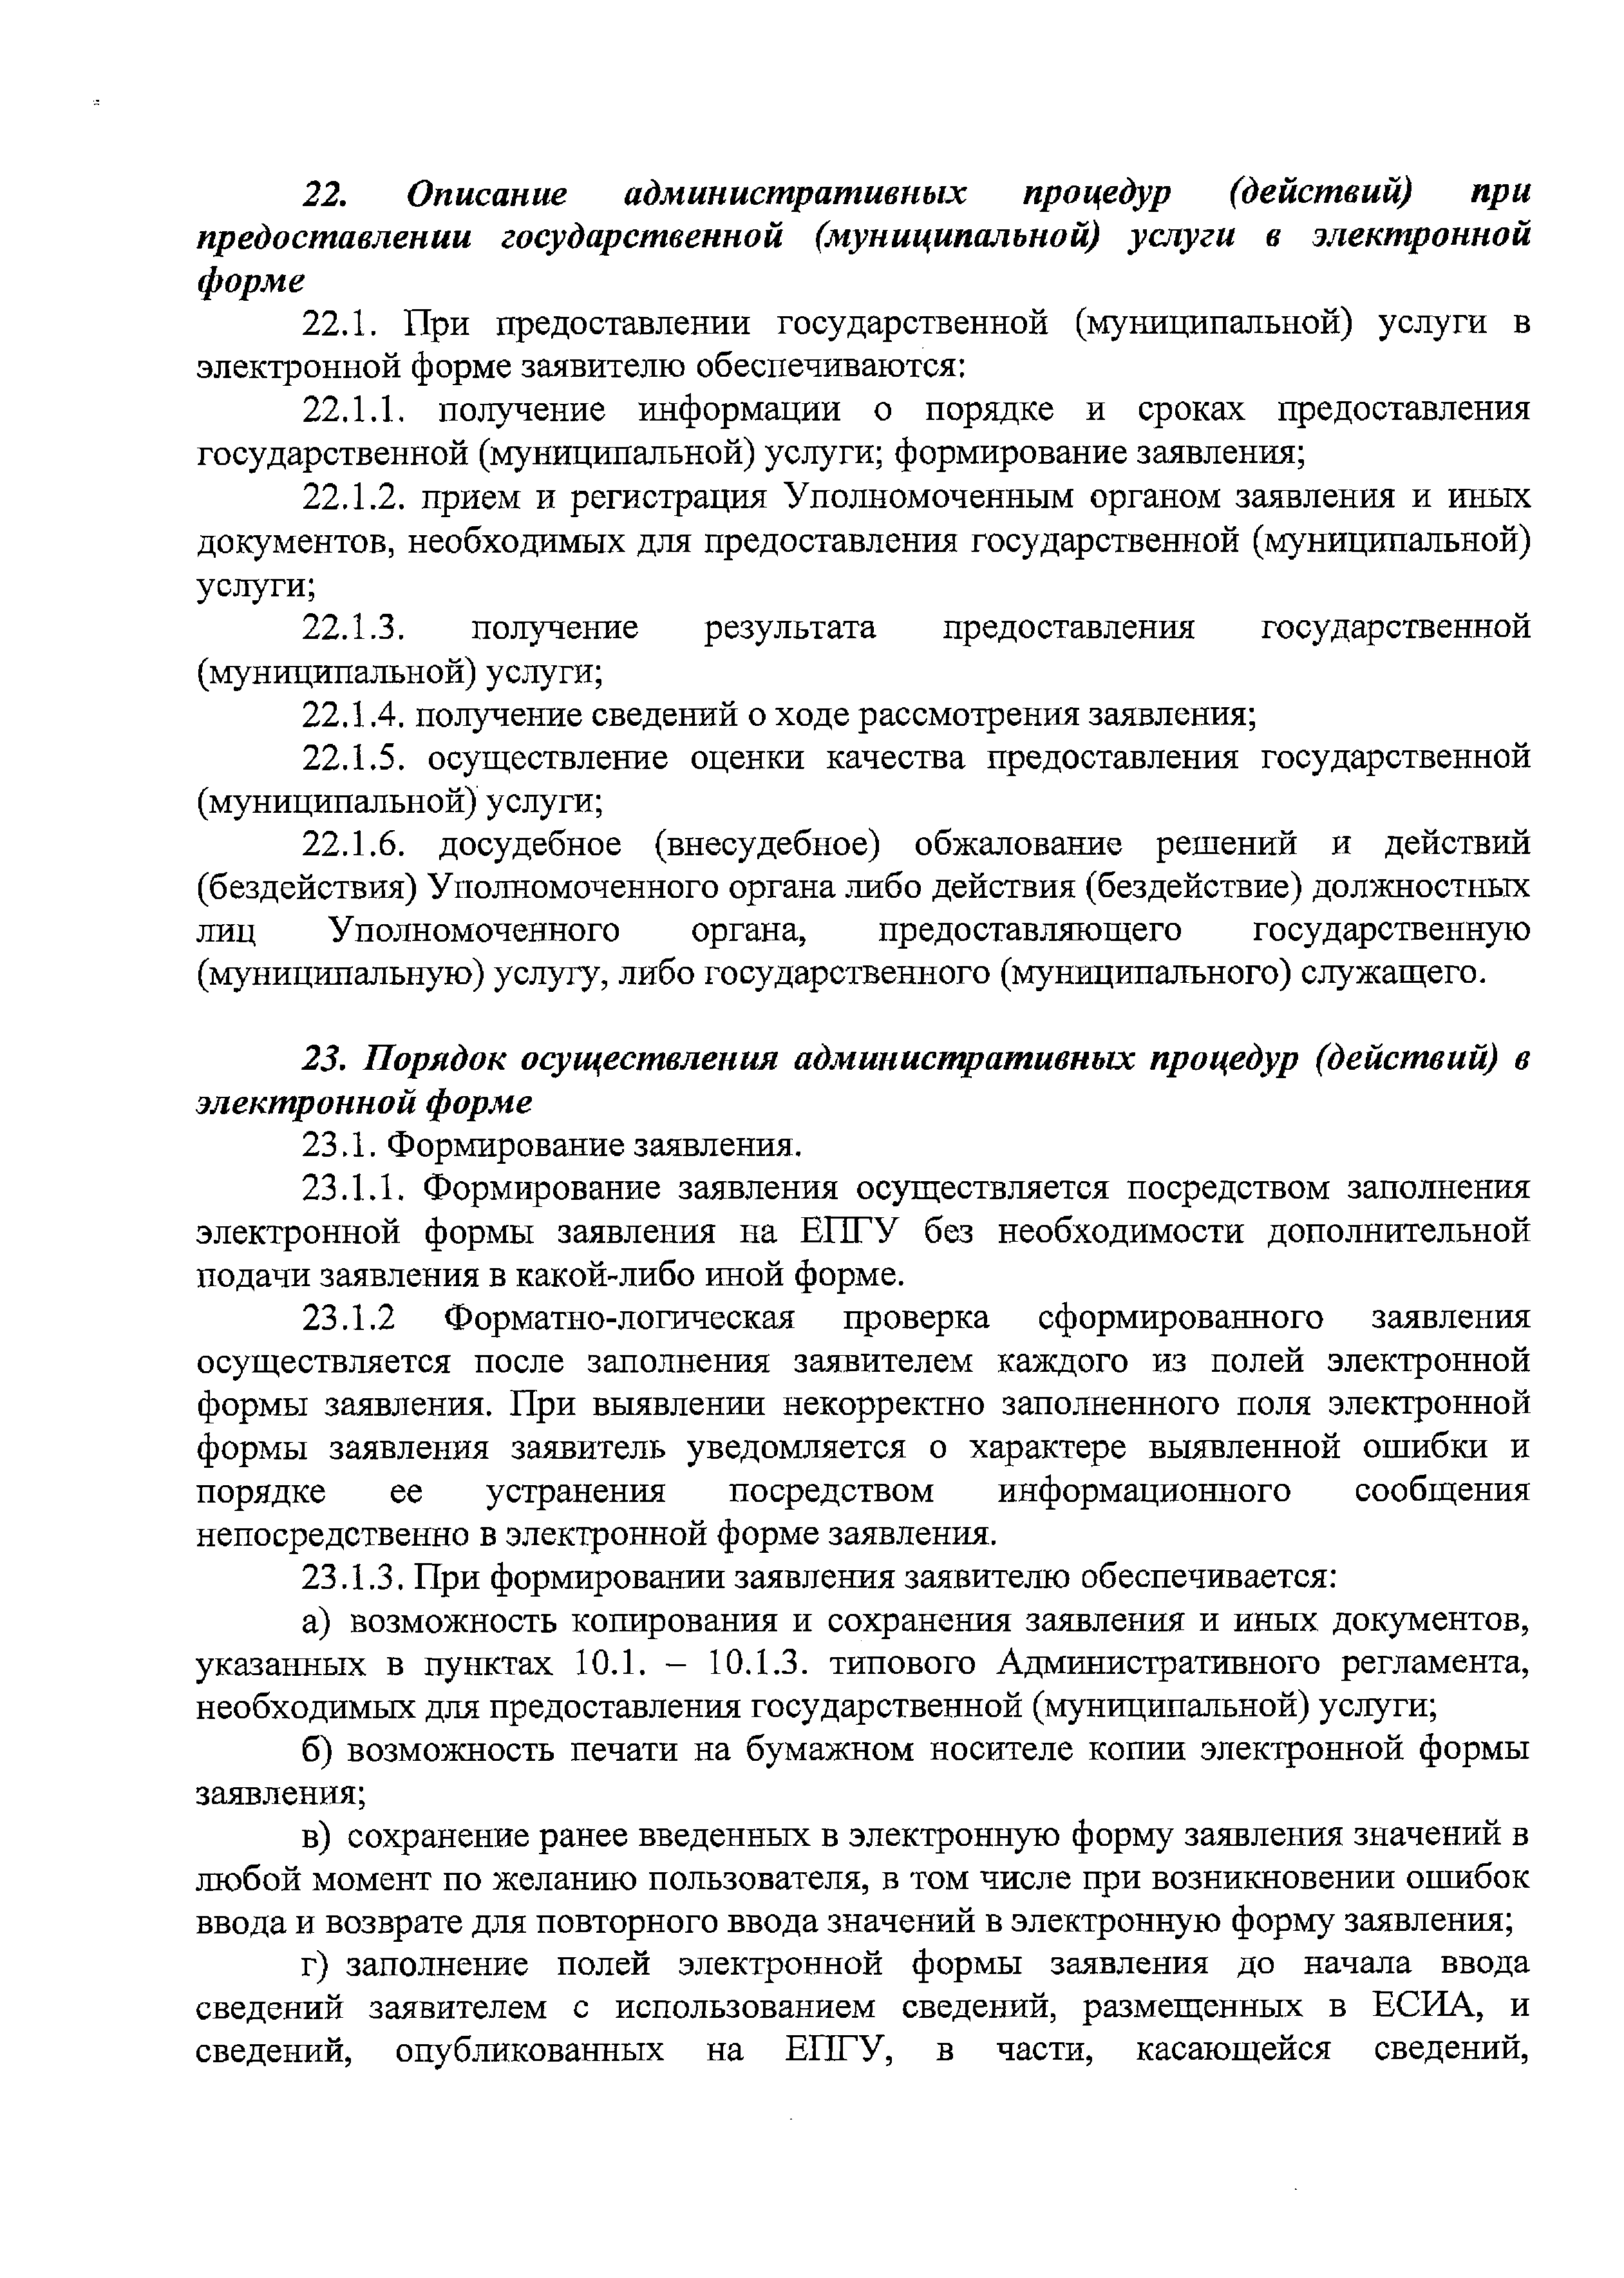 22. Описание административных процедур (действий) при
предоставлении государственной (муниципальной) услуги в электронной
форме
22.1. При предоставлении государственной (муниципальной) услуги в
электронной форме заявителю обеспечиваются:
22.1.1. получение информации о порядке и сроках предоставления
государственной (муниципальной) услуги; формирование заявления;
22.1.2. прием и регистрация Уполномоченным органом заявления и иных
документов, необходимых для предоставления государственной (муниципальной)
услуги;
22.1.3. получение результата предоставления государственной
(муниципальной) услуги;
22.1.4. получение сведений о ходе рассмотрения заявления;
22.1.5. осуществление оценки качества предоставления государственной
(муниципальной) услуги;
22.1.6. досудебное (внесудебное) обжалование решений и действий
(бездействия) Уполномоченного органа либо действия (бездействие) должностных
лиц Уполномоченного органа, предоставляющего государственную
(муниципальную) услугу, либо государственного (муниципального) служащего.
23. Порядок осуществления административных процедур (действий) в
электронной форме
23.1. Формирование заявления.
23.1.1. Формирование заявления осуществляется посредством заполнения
электронной формы заявления на ЕПГУ без необходимости дополнительной
подачи заявления в какой-либо иной форме.
23.1.2 Форматно-логическая проверка сформированного заявления
осуществляется после заполнения заявителем каждого из полей электронной
формы заявления. При выявлении некорректно заполненного поля электронной
формы заявления заявитель уведомляется о характере выявленной ошибки и
порядке ее устранения посредством информационного сообщения
непосредственно в электронной форме заявления.
23.1.3. При формировании заявления заявителю обеспечивается:
а) возможность копирования и сохранения заявления и иных документов,
указанных в пунктах 10.1. – 10.1.3. типового Административного регламента,
необходимых для предоставления государственной (муниципальной) услуги;
б) возможность печати на бумажном носителе копии электронной формы
заявления;
в) сохранение ранее введенных в электронную форму заявления значений в
любой момент по желанию пользователя, в том числе при возникновении ошибок
ввода и возврате для повторного ввода значений в электронную форму заявления;
г) заполнение полей электронной формы заявления до начала ввода
сведений заявителем с использованием сведений, размещенных в ЕСИА, и
сведений, опубликованных на ЕПГУ, в части, касающейся сведений,